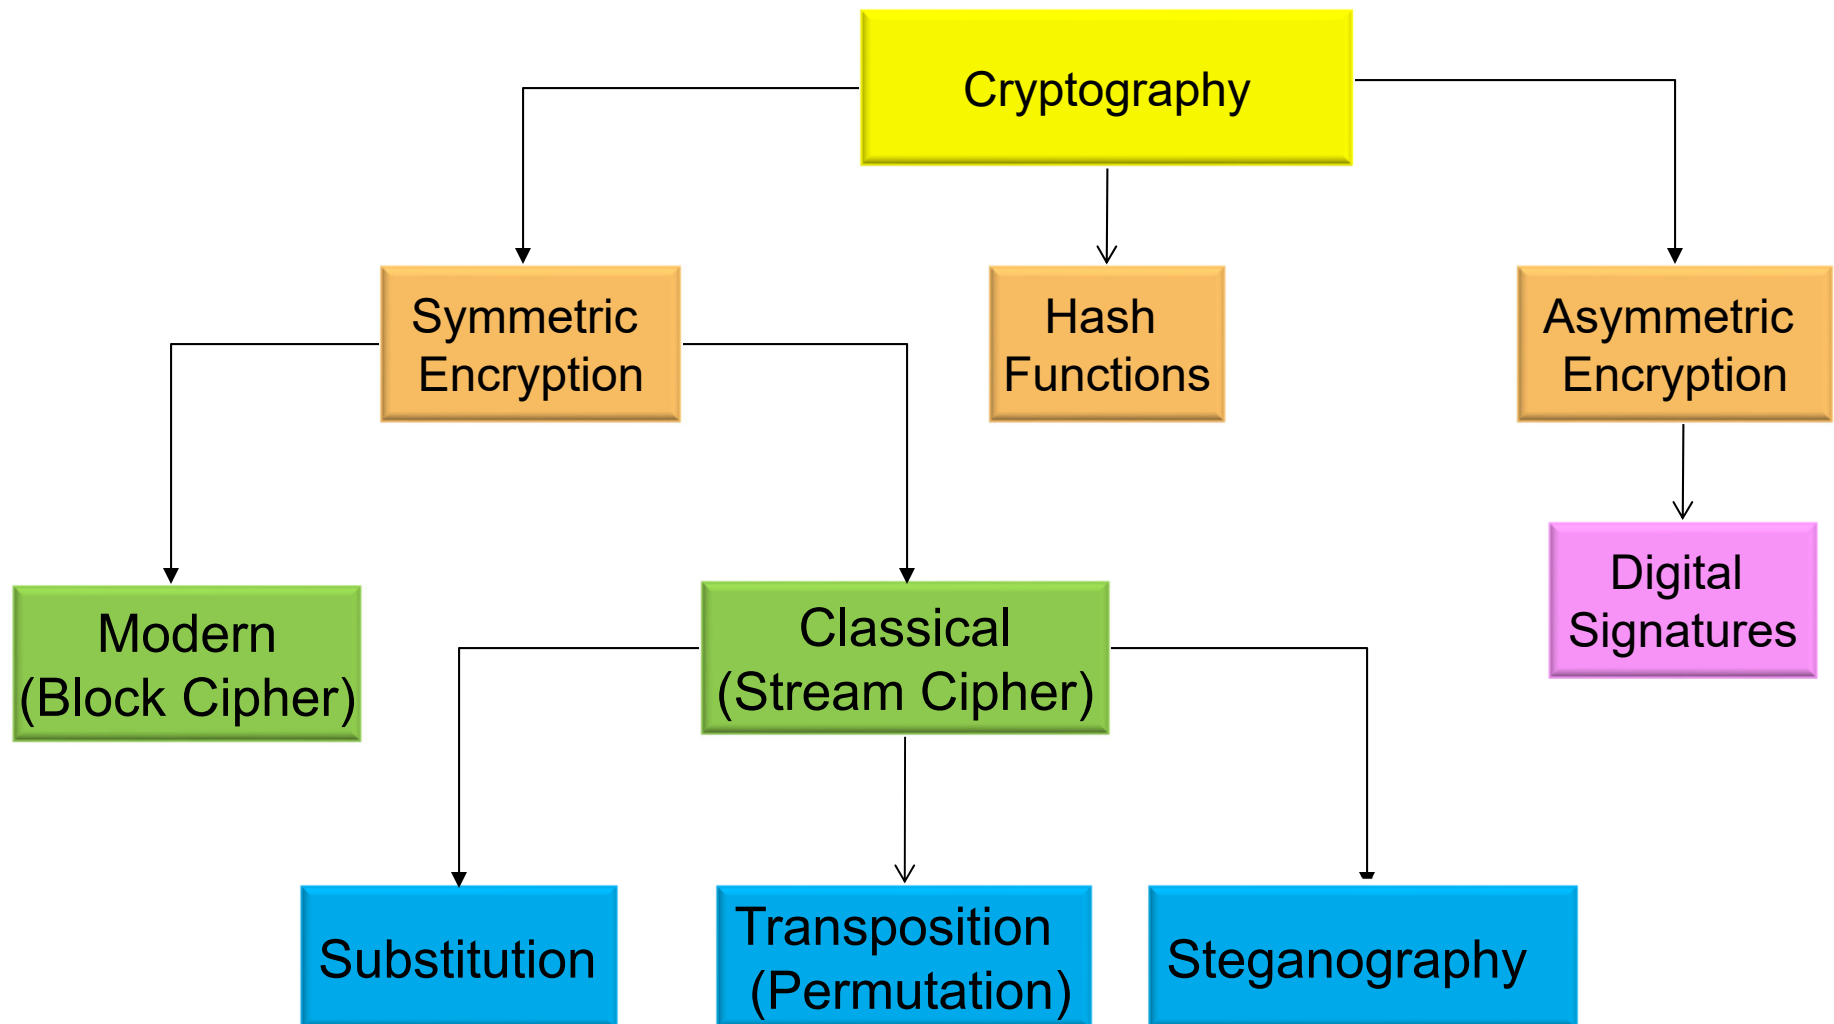 Cryptography
Symmetric
Encryption
Hash
Functions
Asymmetric
Encryption
Digital
Signatures
Modern
(Block Cipher)
Classical
(Stream Cipher)
Substitution
Transposition
(Permutation)
Steganography